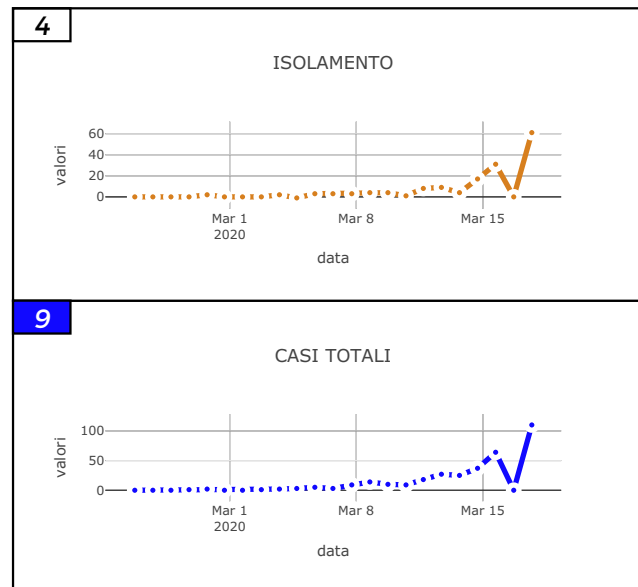 4
ISOLAMENTO
valori
60
40
20
0
Mar 1
2020
Mar 8
Mar 15
data
9
CASI TOTALI
valori
100
50
0
Mar 1
2020
Mar 8
Mar 15
data